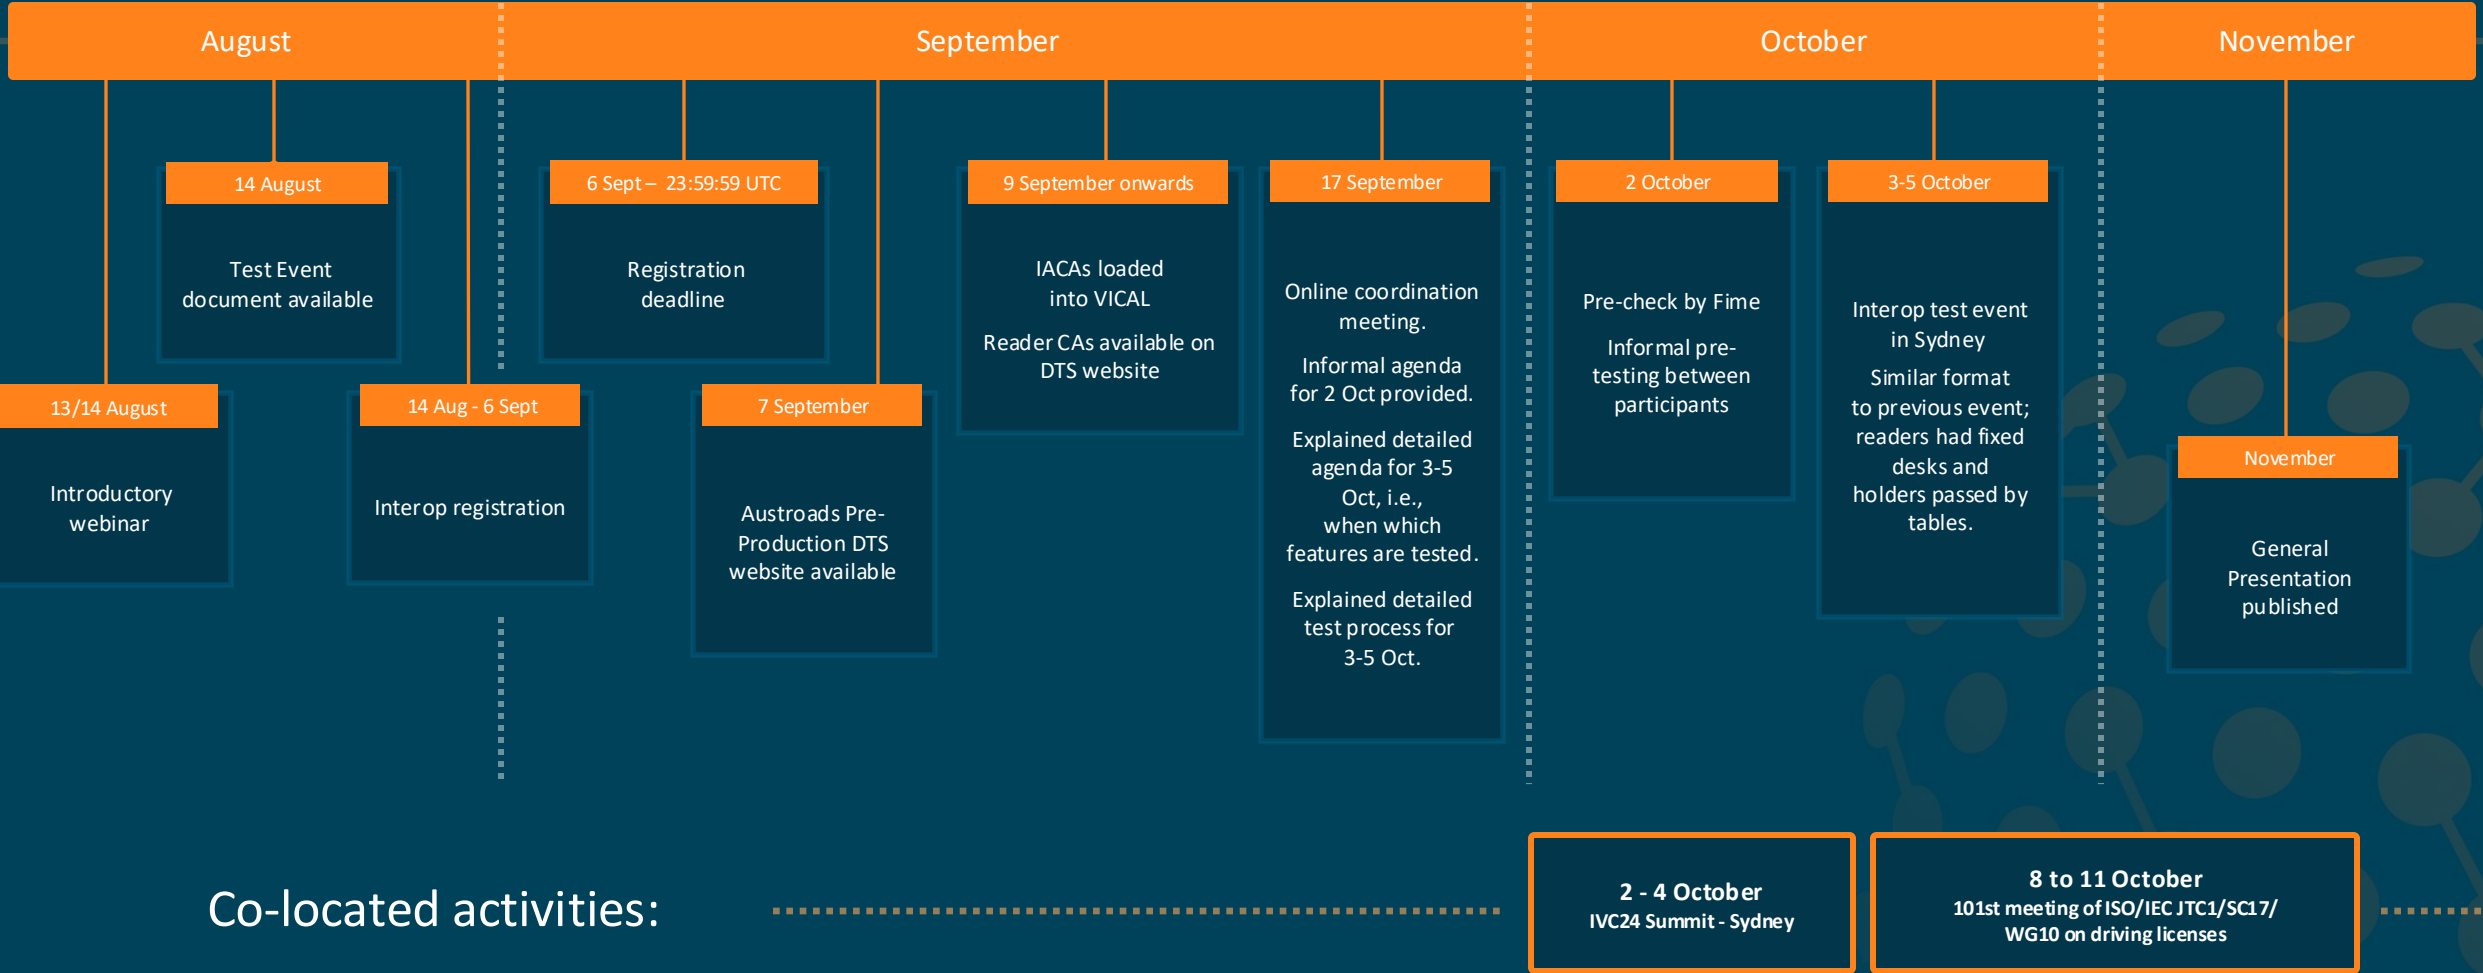 August
September
October
November
14 August
Test Event
document available
13/14 August
Introductory
webinar
14 Aug - 6 Sept
Interop registration
6 Sept – 23:59:59 UTC
Registration
deadline
7 September
Austroads Pre-
Production DTS
website available
9 September onwards
IACAs loaded
into VICAL
Reader CAs available on
DTS website
17 September
Online coordination
meeting.
Informal agenda
for 2 Oct provided.
Explained detailed
agenda for 3-5
Oct, i.e.,
when which
features are tested.
Explained detailed
test process for
3-5 Oct.
2 October
Pre-check by Fime
Informal pre-
testing between
participants
3-5 October
Interop test event
in Sydney
Similar format
to previous event;
readers had fixed
desks and
holders passed by
tables.
November
General
Presentation
published
Co-located activities:
2 - 4 October
IVC24 Summit - Sydney
8 to 11 October
101st meeting of ISO/IEC JTC1/SC17/
WG10 on driving licenses